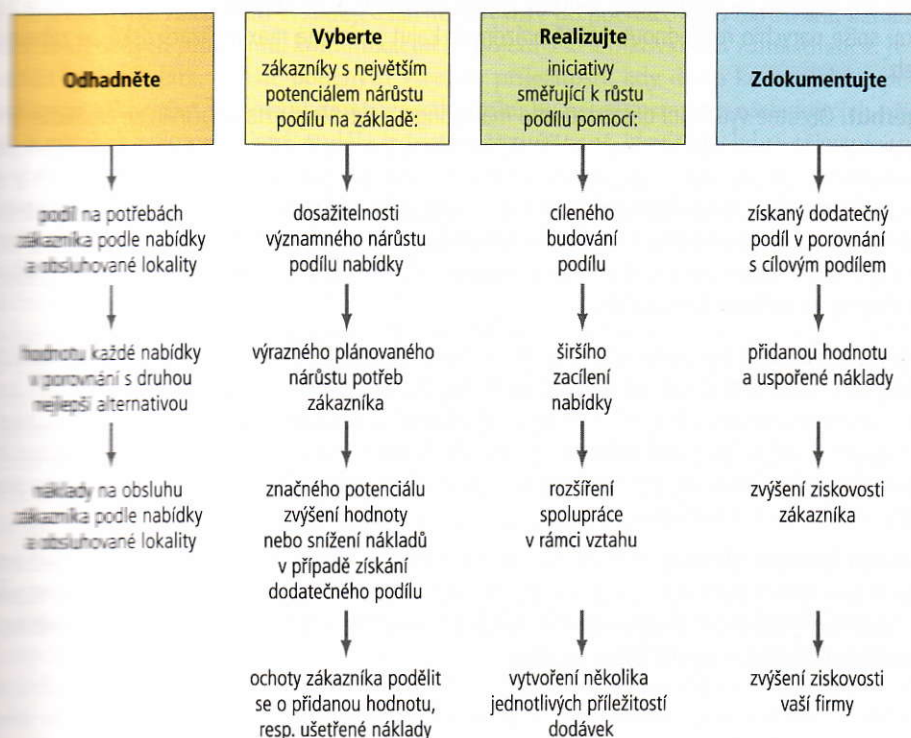 Odhadněte
podíl na potřebách
zákazníka podle nabídky
a obsluhované lokality
hodnotu každé nabídky
v porovnání s druhou
nejlepší alternativou
náklady na obsluhu
zákazníka podle nabídky
a obsluhované lokality
Vyberte
zákazníky s největším
potenciálem nárůstu
podílu na základě:
dosažitelnosti
významného nárůstu
podílu nabídky
výrazného plánovaného
nárůstu potřeb
zákazníka
značného potenciálu
zvýšení hodnoty
nebo snížení nákladů
v případě získání
dodatečného podílu
ochoty zákazníka podělit
se o přidanou hodnotu,
resp. ušetřené náklady
Realizujte
iniciativy
směřující k růstu
podílu pomocí:
cíleného
budování
podílu
širšího
zacílení
nabídky
rozšíření
spolupráce
v rámci vztahu
vytvoření několika
jednotlivých příležitostí
dodávek
Zdokumentujte
získaný dodatečný
podíl v porovnání
s cílovým podílem
přidanou hodnotu
a uspořené náklady
zvýšení ziskovosti
zákazníka
zvýšení ziskovosti
vaší firmy